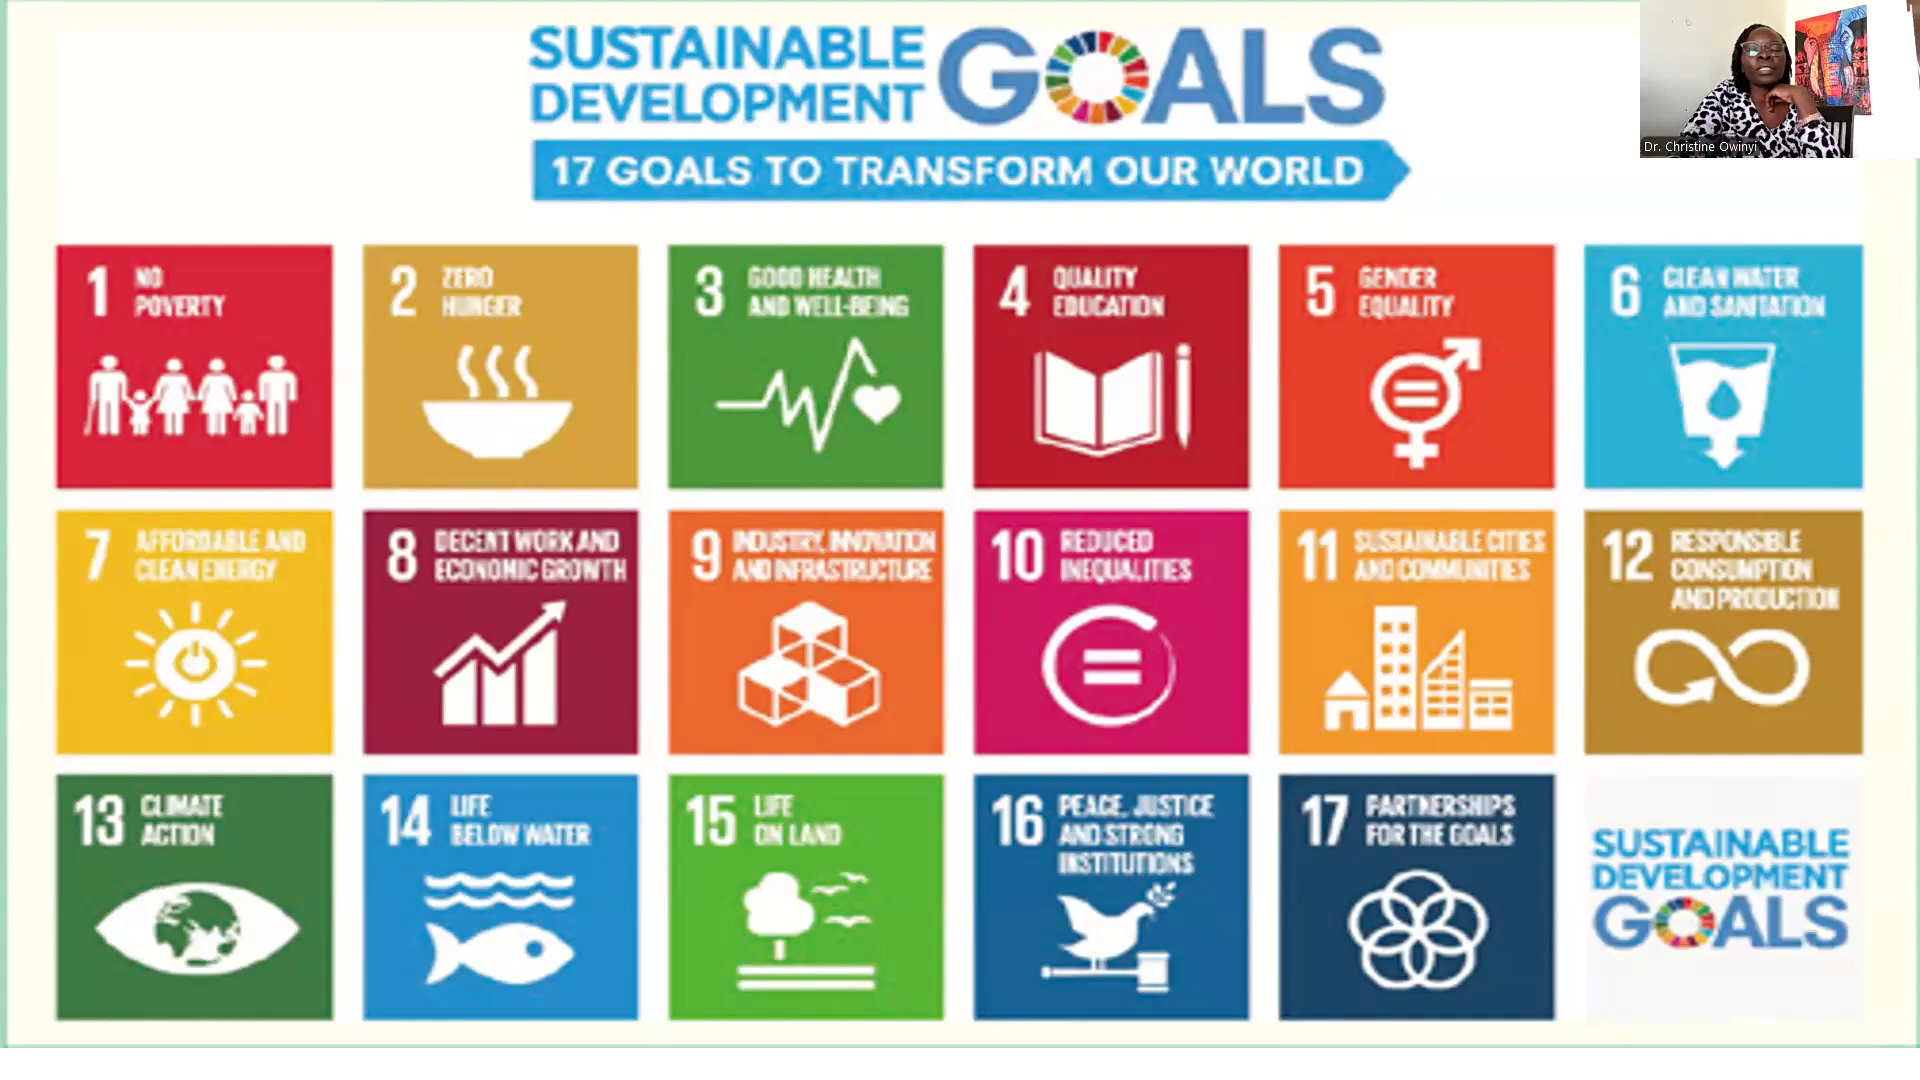 SUSTAINABLE
DEVELOPMENT
GOALS
17 GOALS TO TRANSFORM OUR WORLD
Dr. Christine Owinyi
1 NO
POVERTY
2 ZERO
HUNGER
3 GOOD HEALTH
AND WELL-BEING
4 QUALITY
EDUCATION
5 GENDER
EQUALITY
6 CLEAN WATER
AND SANITATION
7 AFFORDABLE AND
CLEAN ENERGY
8 DECENT WORK AND
ECONOMIC GROWTH
9 INDUSTRY, INNOVATION
AND INFRASTRUCTURE
10 REDUCED
INEQUALITIES
11 SUSTAINABLE CITIES
AND COMMUNITIES
12 RESPONSIBLE
CONSUMPTION
AND PRODUCTION
13 CLIMATE
ACTION
14 LIFE
BELOW WATER
15 LIFE
ON LAND
16 PEACE, JUSTICE
AND STRONG
INSTITUTIONS
17 PARTNERSHIPS
FOR THE GOALS
SUSTAINABLE
DEVELOPMENT
GOALS